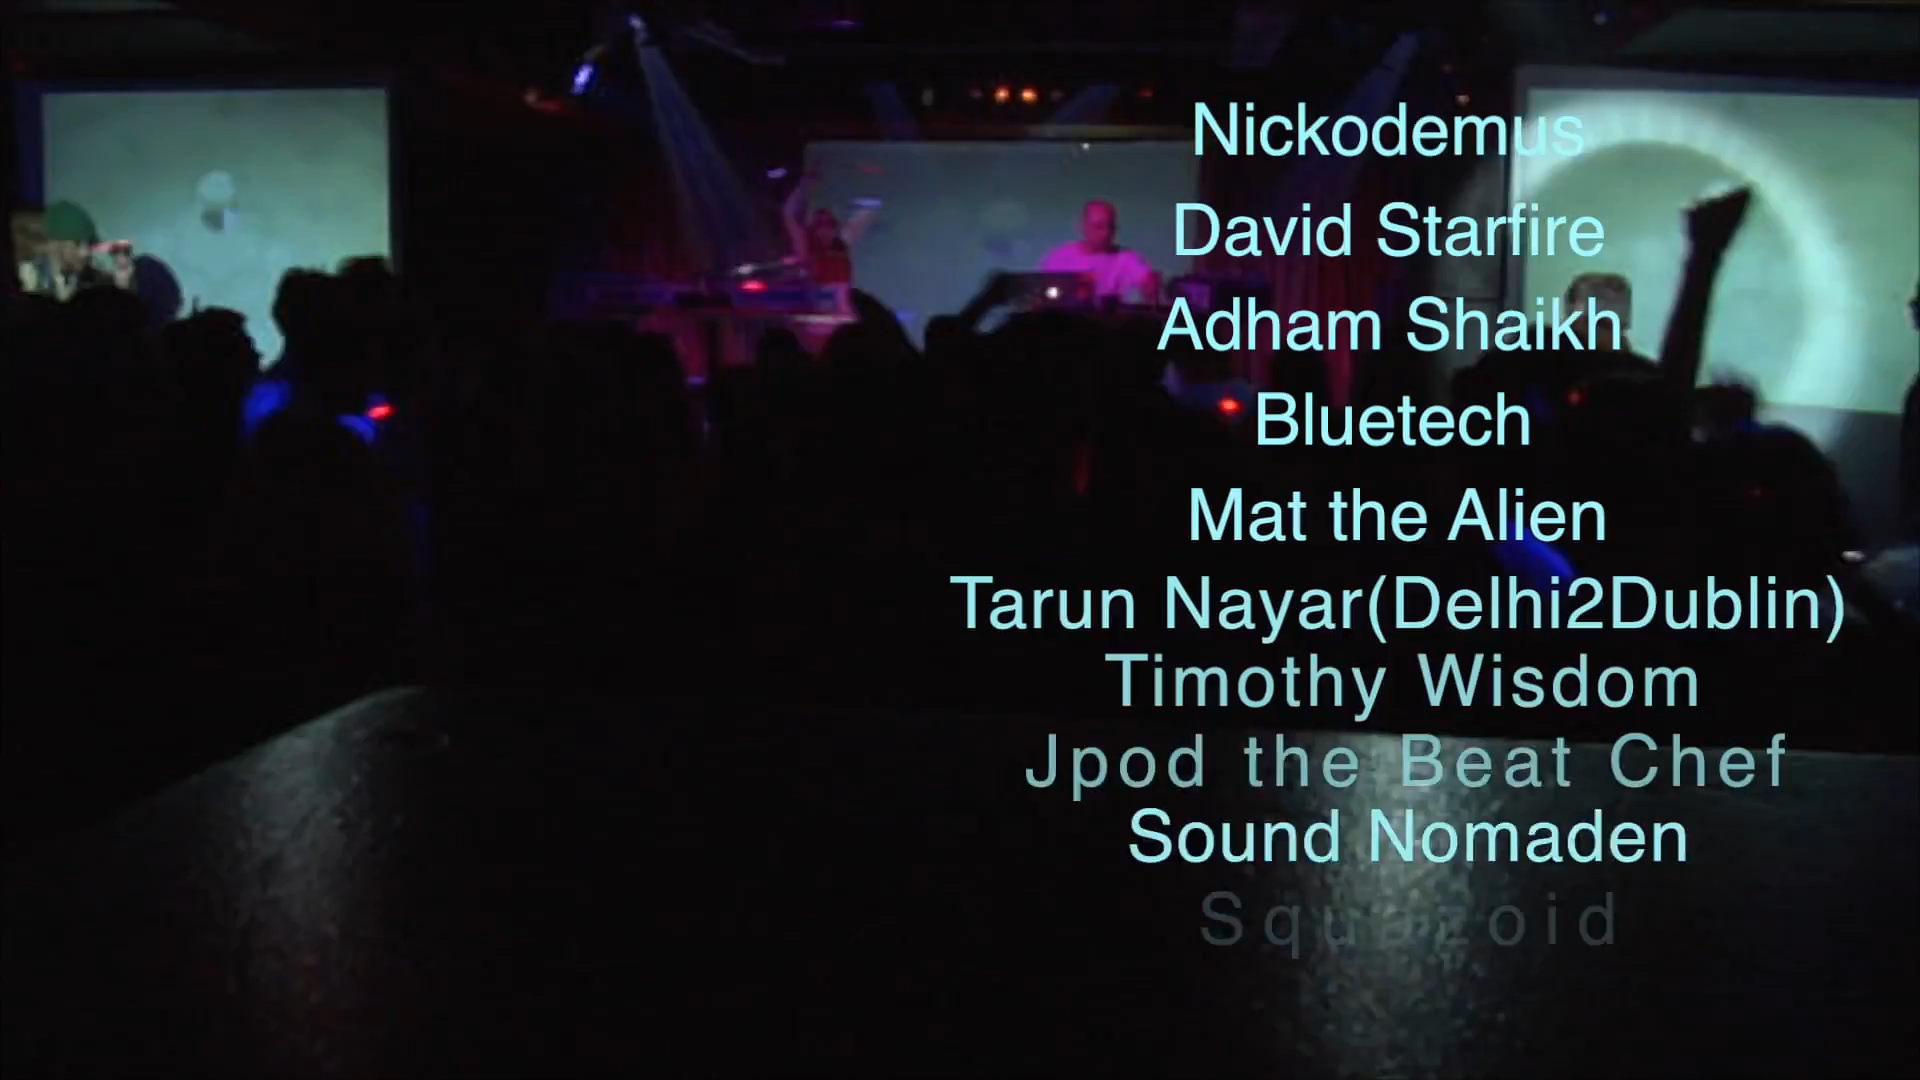 Nickodemus
David Starfire
Adham Shaikh
Bluetech
Mat the Alien
Tarun Nayar(Delhi2Dublin)
Timothy Wisdom
Jpod the Beat Chef
Sound Nomaden
Squazoid